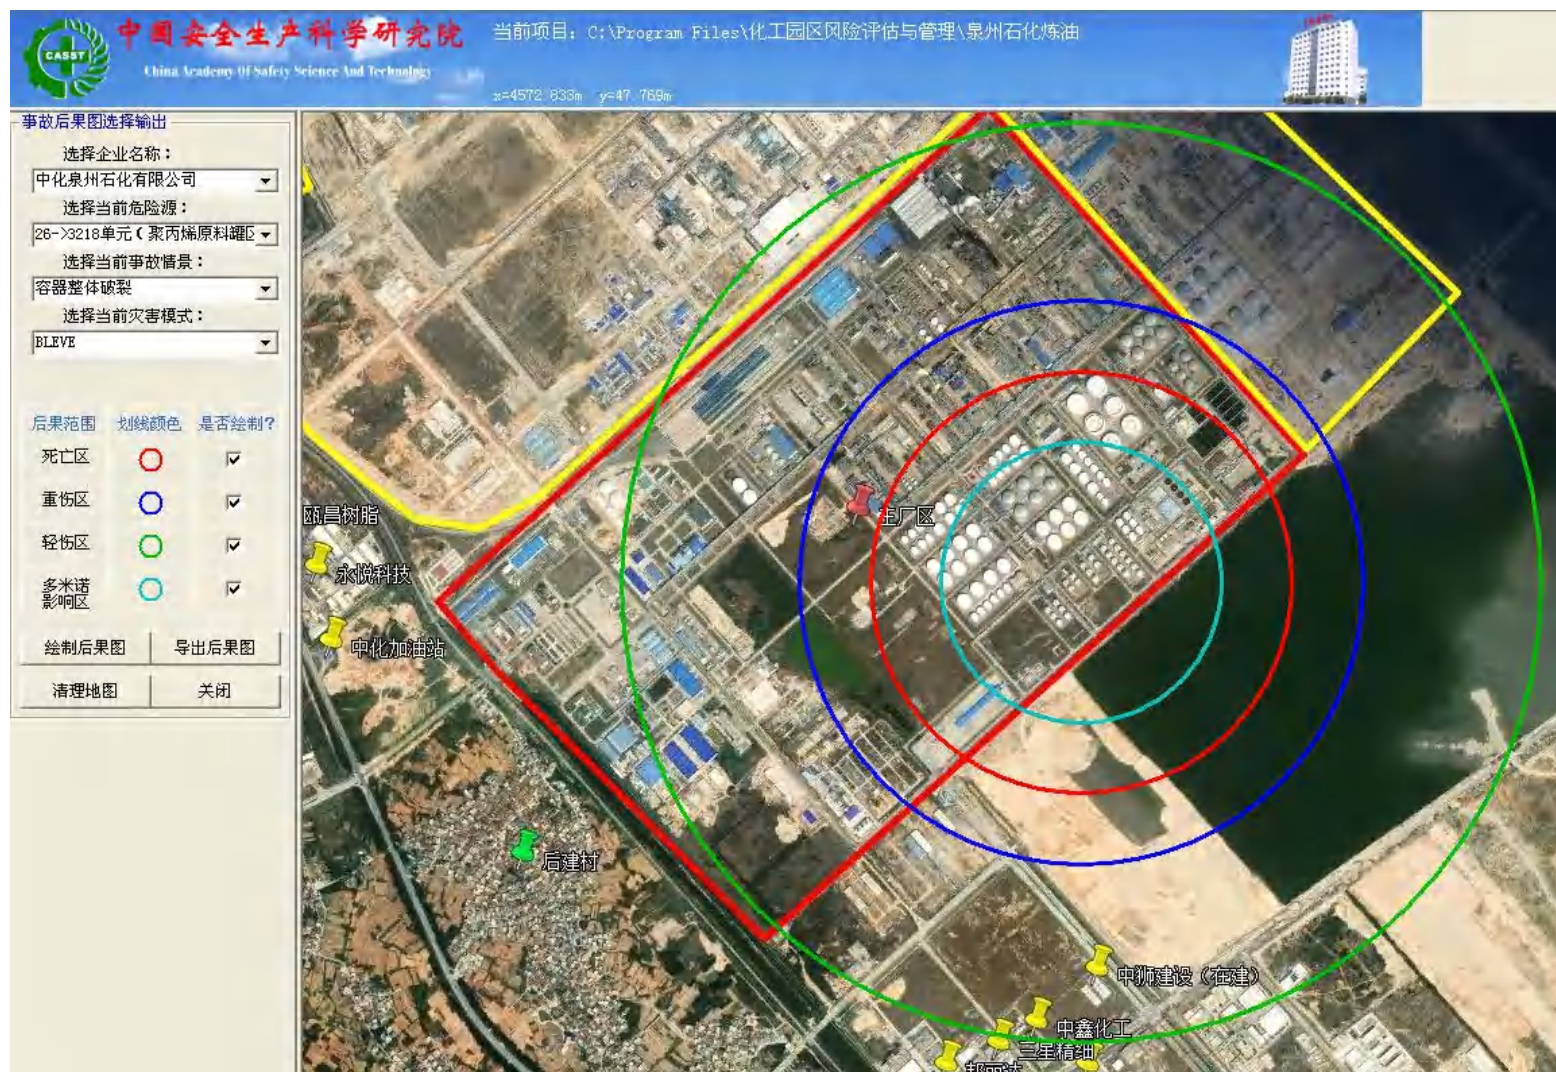 中国安全生产科学研究院
China Academy Of Safety Science And Technology
CASST
当前项目: C:\Program Files\化工园区风险评估与管理\泉州石化炼油
x=4572.833m y=47.769m
事故后果图选择输出
选择企业名称：
中化泉州石化有限公司
选择当前危险源：
26->3218单元(聚丙烯原料罐区
选择当前事故情景：
容器整体破裂
选择当前灾害模式：
BLEVE
后果范围 划线颜色 是否绘制?
死亡区
重伤区
轻伤区
多米诺
影响区
绘制后果图 导出后果图
清理地图 关闭
主厂区
瓯昌树脂
永悦科技
中化加油站
后建村
中狮建设（在建）
中鑫化工
三星精细